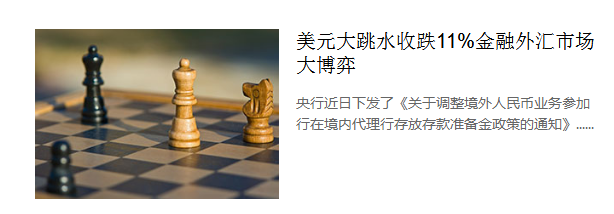 美元大跳水收跌11%金融外汇市场
大博弈
央行近日下发了《关于调整境外人民币业务参加
行在境内代理行存放存款准备金政策的通知》......